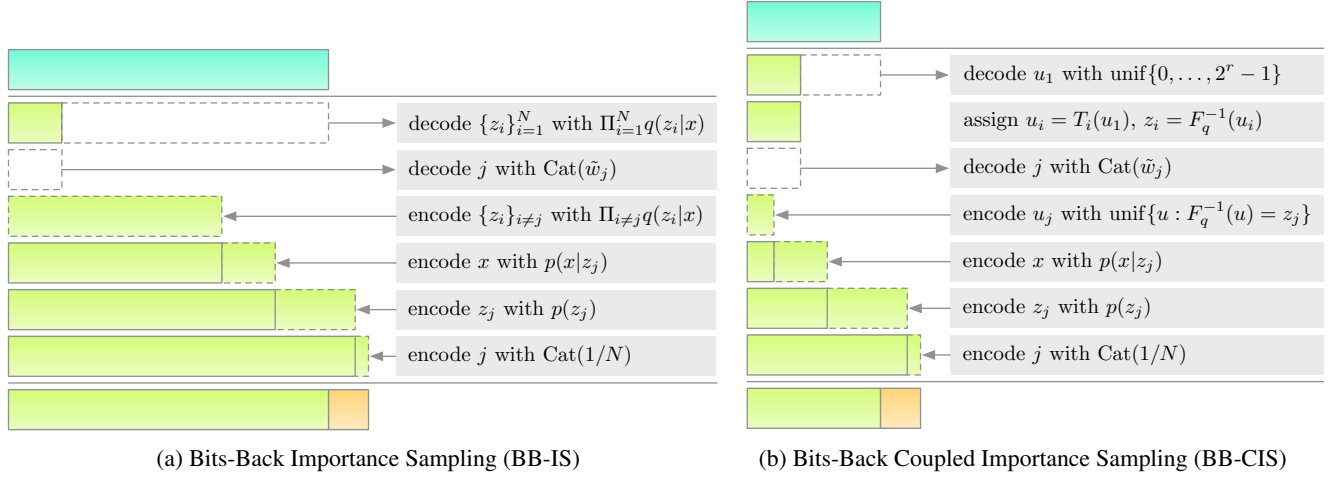 decode {z_i}_{i=1}^N with Π_{i=1}^N q(z_i|x)
decode j with Cat(w̃_j)
encode {z_i}_{i≠j} with Π_{i≠j} q(z_i|x)
encode x with p(x|z_j)
encode z_j with p(z_j)
encode j with Cat(1/N)
(a) Bits-Back Importance Sampling (BB-IS)
decode u_1 with unif{0, . . . , 2^r − 1}
assign u_i = T_i(u_1), z_i = F_q^{−1}(u_i)
decode j with Cat(w̃_j)
encode u_j with unif{u : F_q^{−1}(u) = z_j}
encode x with p(x|z_j)
encode z_j with p(z_j)
encode j with Cat(1/N)
(b) Bits-Back Coupled Importance Sampling (BB-CIS)